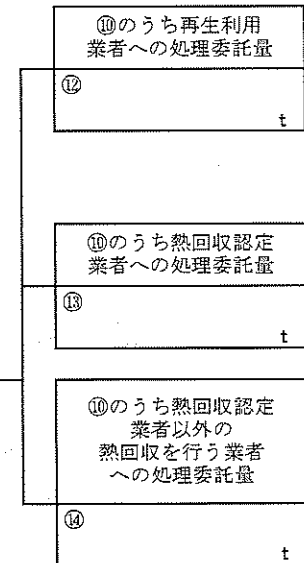 ⑩のうち再生利用
業者への処理委託量
⑫
t
⑩のうち熱回収認定
業者への処理委託量
⑬
t
⑩のうち熱回収認定
業者以外の
熱回収を行う業者
への処理委託量
⑭
t